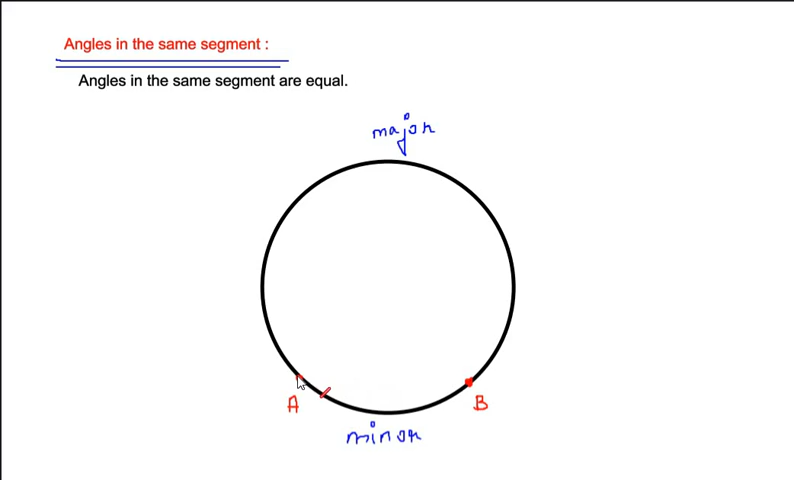 Angles in the same segment :
Angles in the same segment are equal.
major
A
B
minor